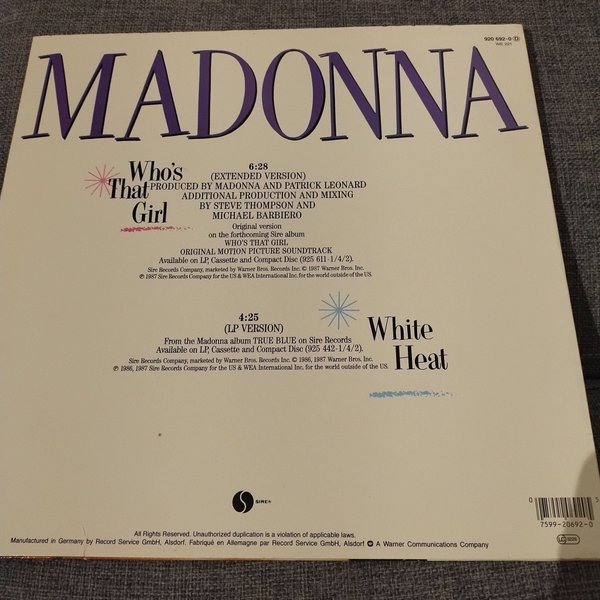 920 692-0 D
WE 221
MADONNA
Who's
That
Girl
6:28
(EXTENDED VERSION)
PRODUCED BY MADONNA AND PATRICK LEONARD
ADDITIONAL PRODUCTION AND MIXING
BY STEVE THOMPSON AND
MICHAEL BARBIERO
Original version
on the forthcoming Sire album
WHO'S THAT GIRL
ORIGINAL MOTION PICTURE SOUNDTRACK
Available on LP, Cassette and Compact Disc (925 611-1/4/2).
Sire Records Company, marketed by Warner Bros. Records Inc. © 1987 Warner Bros. Inc.
℗ 1987 Sire Records Company for the US & WEA International Inc. for the world outside of the US.
4:25
(LP VERSION)
From the Madonna album TRUE BLUE on Sire Records
Available on LP, Cassette and Compact Disc (925 442-1/4/2).
Sire Records Company, marketed by Warner Bros. Records Inc. © 1986, 1987 Warner Bros. Inc.
℗ 1986, 1987 Sire Records Company for the US & WEA International Inc. for the world outside of the US.
White
Heat
SIRE®
0 5
7599-20692-0
All Rights Reserved. Unauthorized duplication is a violation of applicable laws.
Manufactured in Germany by Record Service GmbH, Alsdorf. Fabriqué en Allemagne par Record Service GmbH, Alsdorf A Warner Communications Company